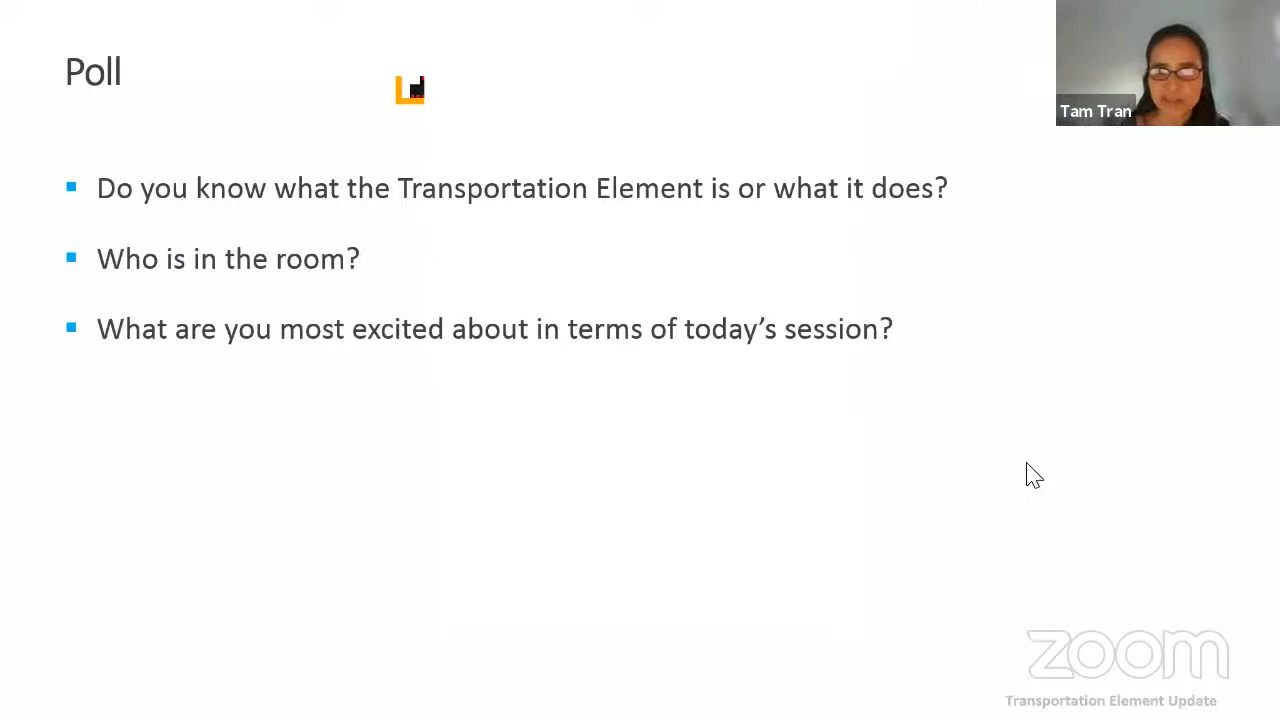 Poll
Tam Tran
Do you know what the Transportation Element is or what it does?
Who is in the room?
What are you most excited about in terms of today’s session?
zoom
Transportation Element Update